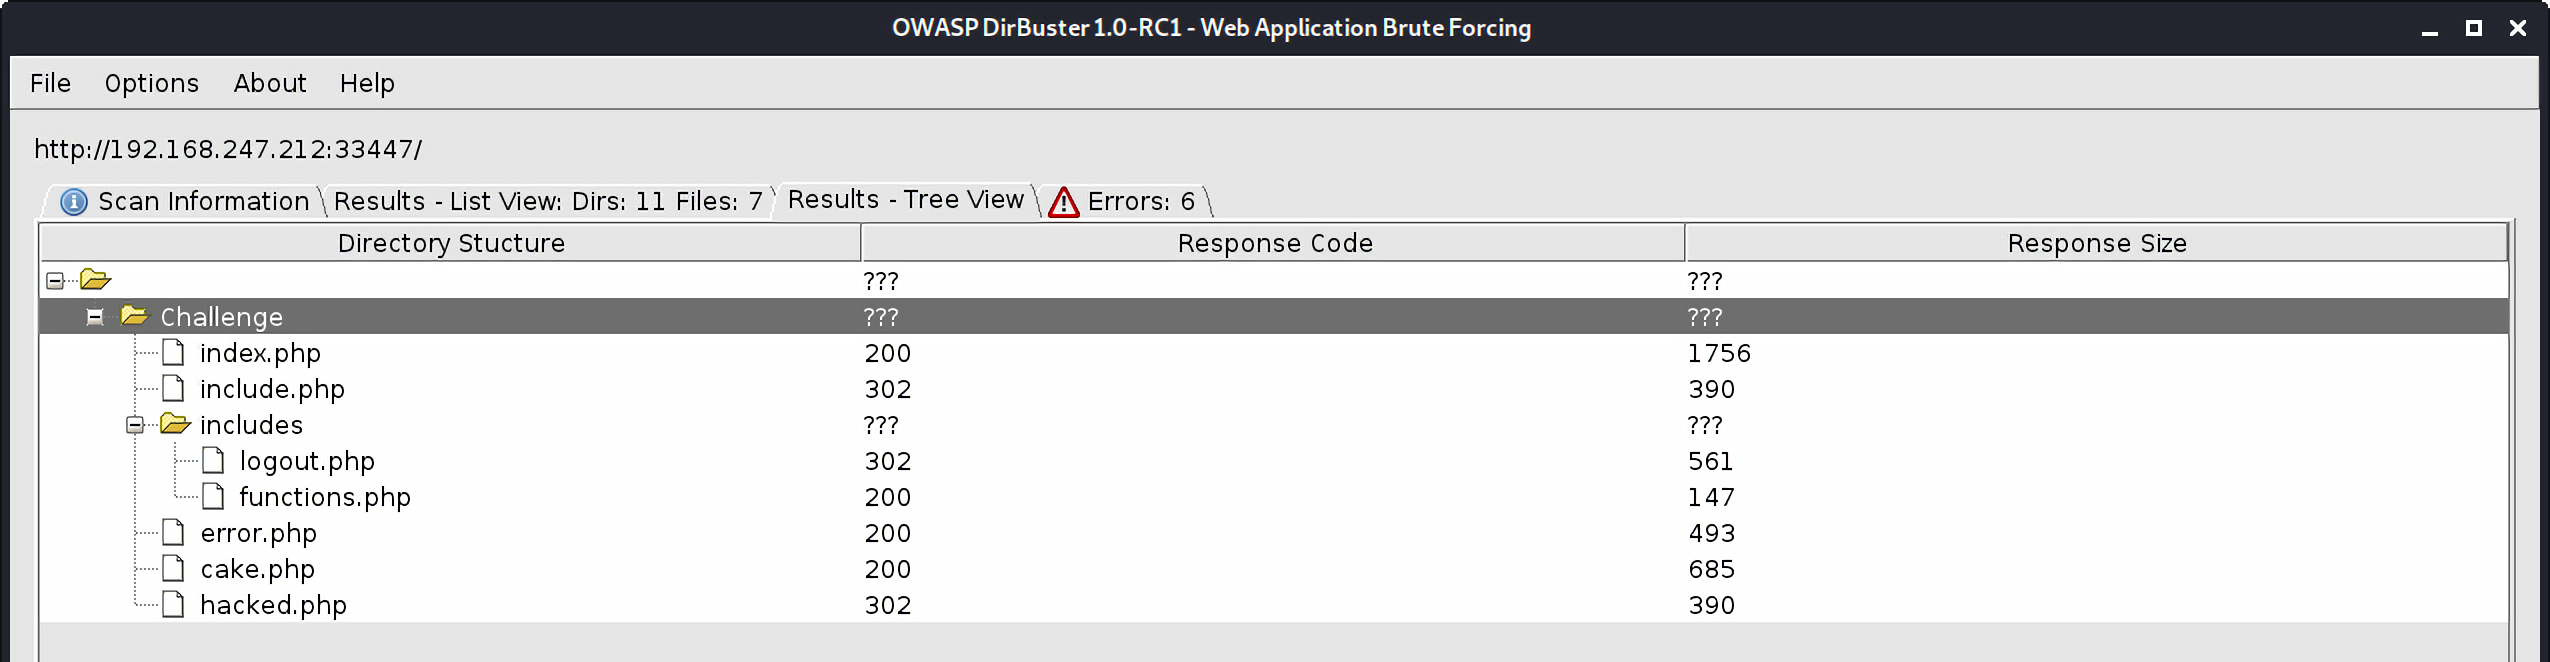 OWASP DirBuster 1.0-RC1 - Web Application Brute Forcing
File Options About Help
http://192.168.247.212:33447/
Scan Information Results - List View: Dirs: 11 Files: 7 Results - Tree View Errors: 6
Directory Stucture Response Code Response Size
??? ???
Challenge ??? ???
index.php 200 1756
include.php 302 390
includes ??? ???
logout.php 302 561
functions.php 200 147
error.php 200 493
cake.php 200 685
hacked.php 302 390